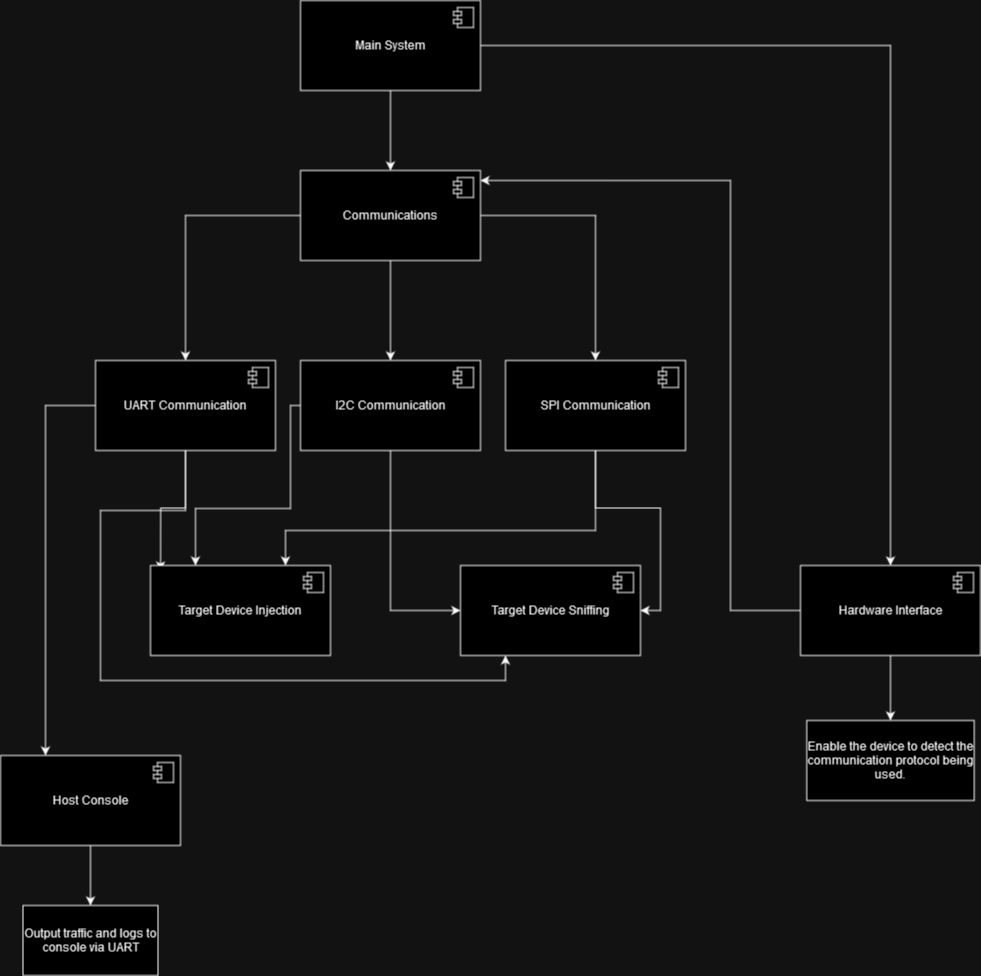 Main System
Communications
UART Communication
I2C Communication
SPI Communication
Target Device Injection
Target Device Sniffing
Hardware Interface
Enable the device to detect the
communication protocol being
used.
Host Console
Output traffic and logs to
console via UART